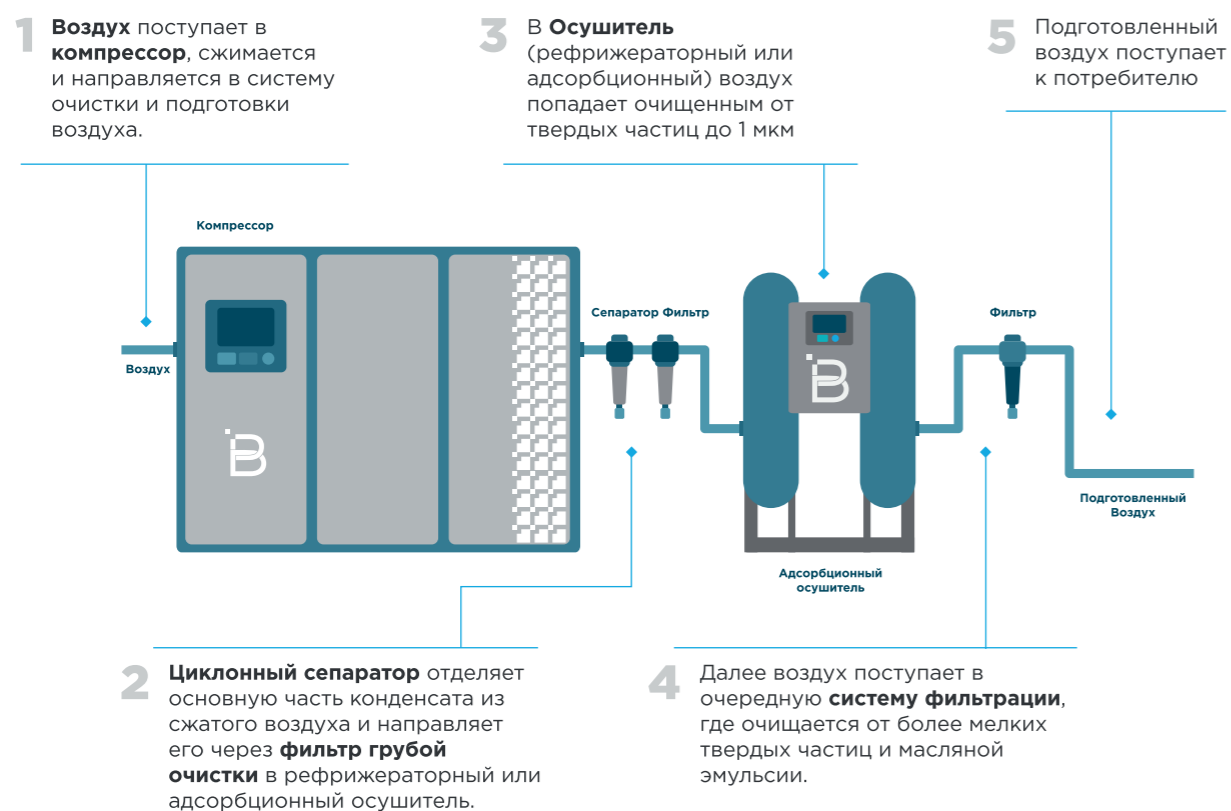 1
Воздух поступает в
компрессор, сжимается
и направляется в систему
очистки и подготовки
воздуха.
3
В Осушитель
(рефрижераторный или
адсорбционный) воздух
попадает очищенным от
твердых частиц до 1 мкм
5
Подготовленный
воздух поступает
к потребителю
Компрессор
Воздух
Сепаратор Фильтр
Фильтр
Подготовленный
Воздух
Адсорбционный
осушитель
2
Циклонный сепаратор отделяет
основную часть конденсата из
сжатого воздуха и направляет
его через фильтр грубой
очистки в рефрижераторный или
адсорбционный осушитель.
4
Далее воздух поступает в
очередную систему фильтрации,
где очищается от более мелких
твердых частиц и масляной
эмульсии.